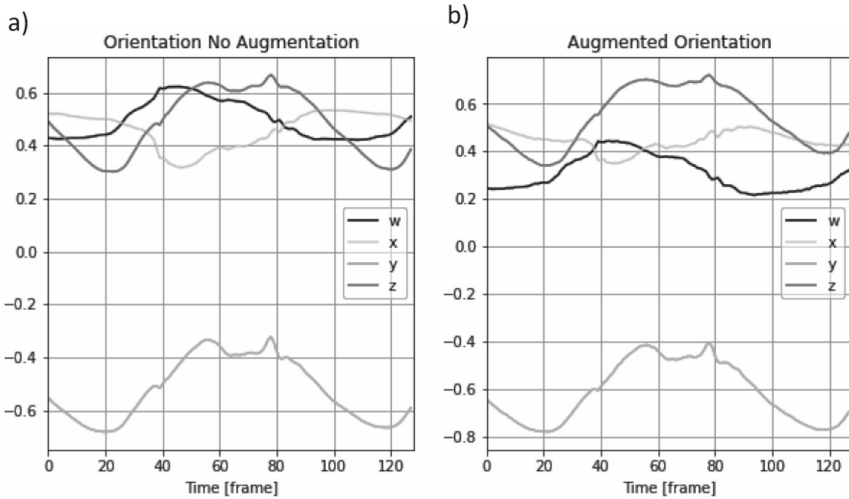 a)
Orientation No Augmentation
0.6
0.4
0.2
0.0
−0.2
−0.4
−0.6
w
x
y
z
0 20 40 60 80 100 120
Time [frame]
b)
Augmented Orientation
0.6
0.4
0.2
0.0
−0.2
−0.4
−0.6
−0.8
w
x
y
z
0 20 40 60 80 100 120
Time [frame]